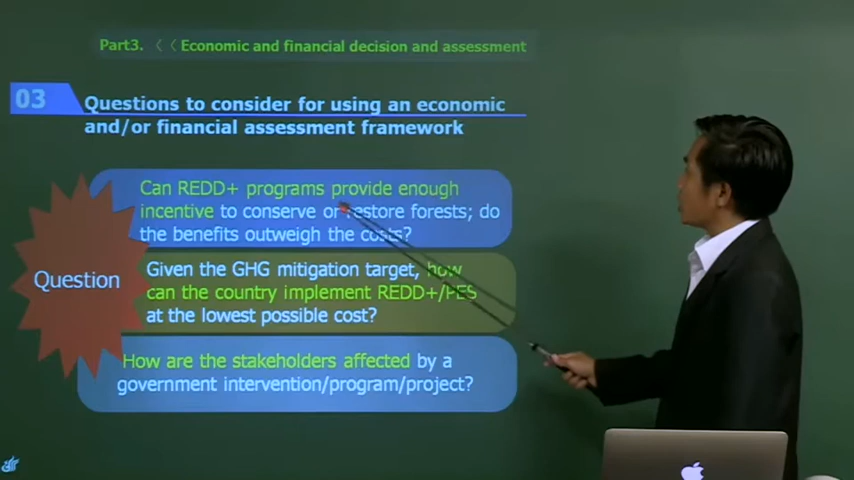 Part3. 〈〈 Economic and financial decision and assessment
03
Questions to consider for using an economic
and/or financial assessment framework
Question
Can REDD+ programs provide enough
incentive to conserve or restore forests; do
the benefits outweigh the costs?
Given the GHG mitigation target, how
can the country implement REDD+/PES
at the lowest possible cost?
How are the stakeholders affected by a
government intervention/program/project?